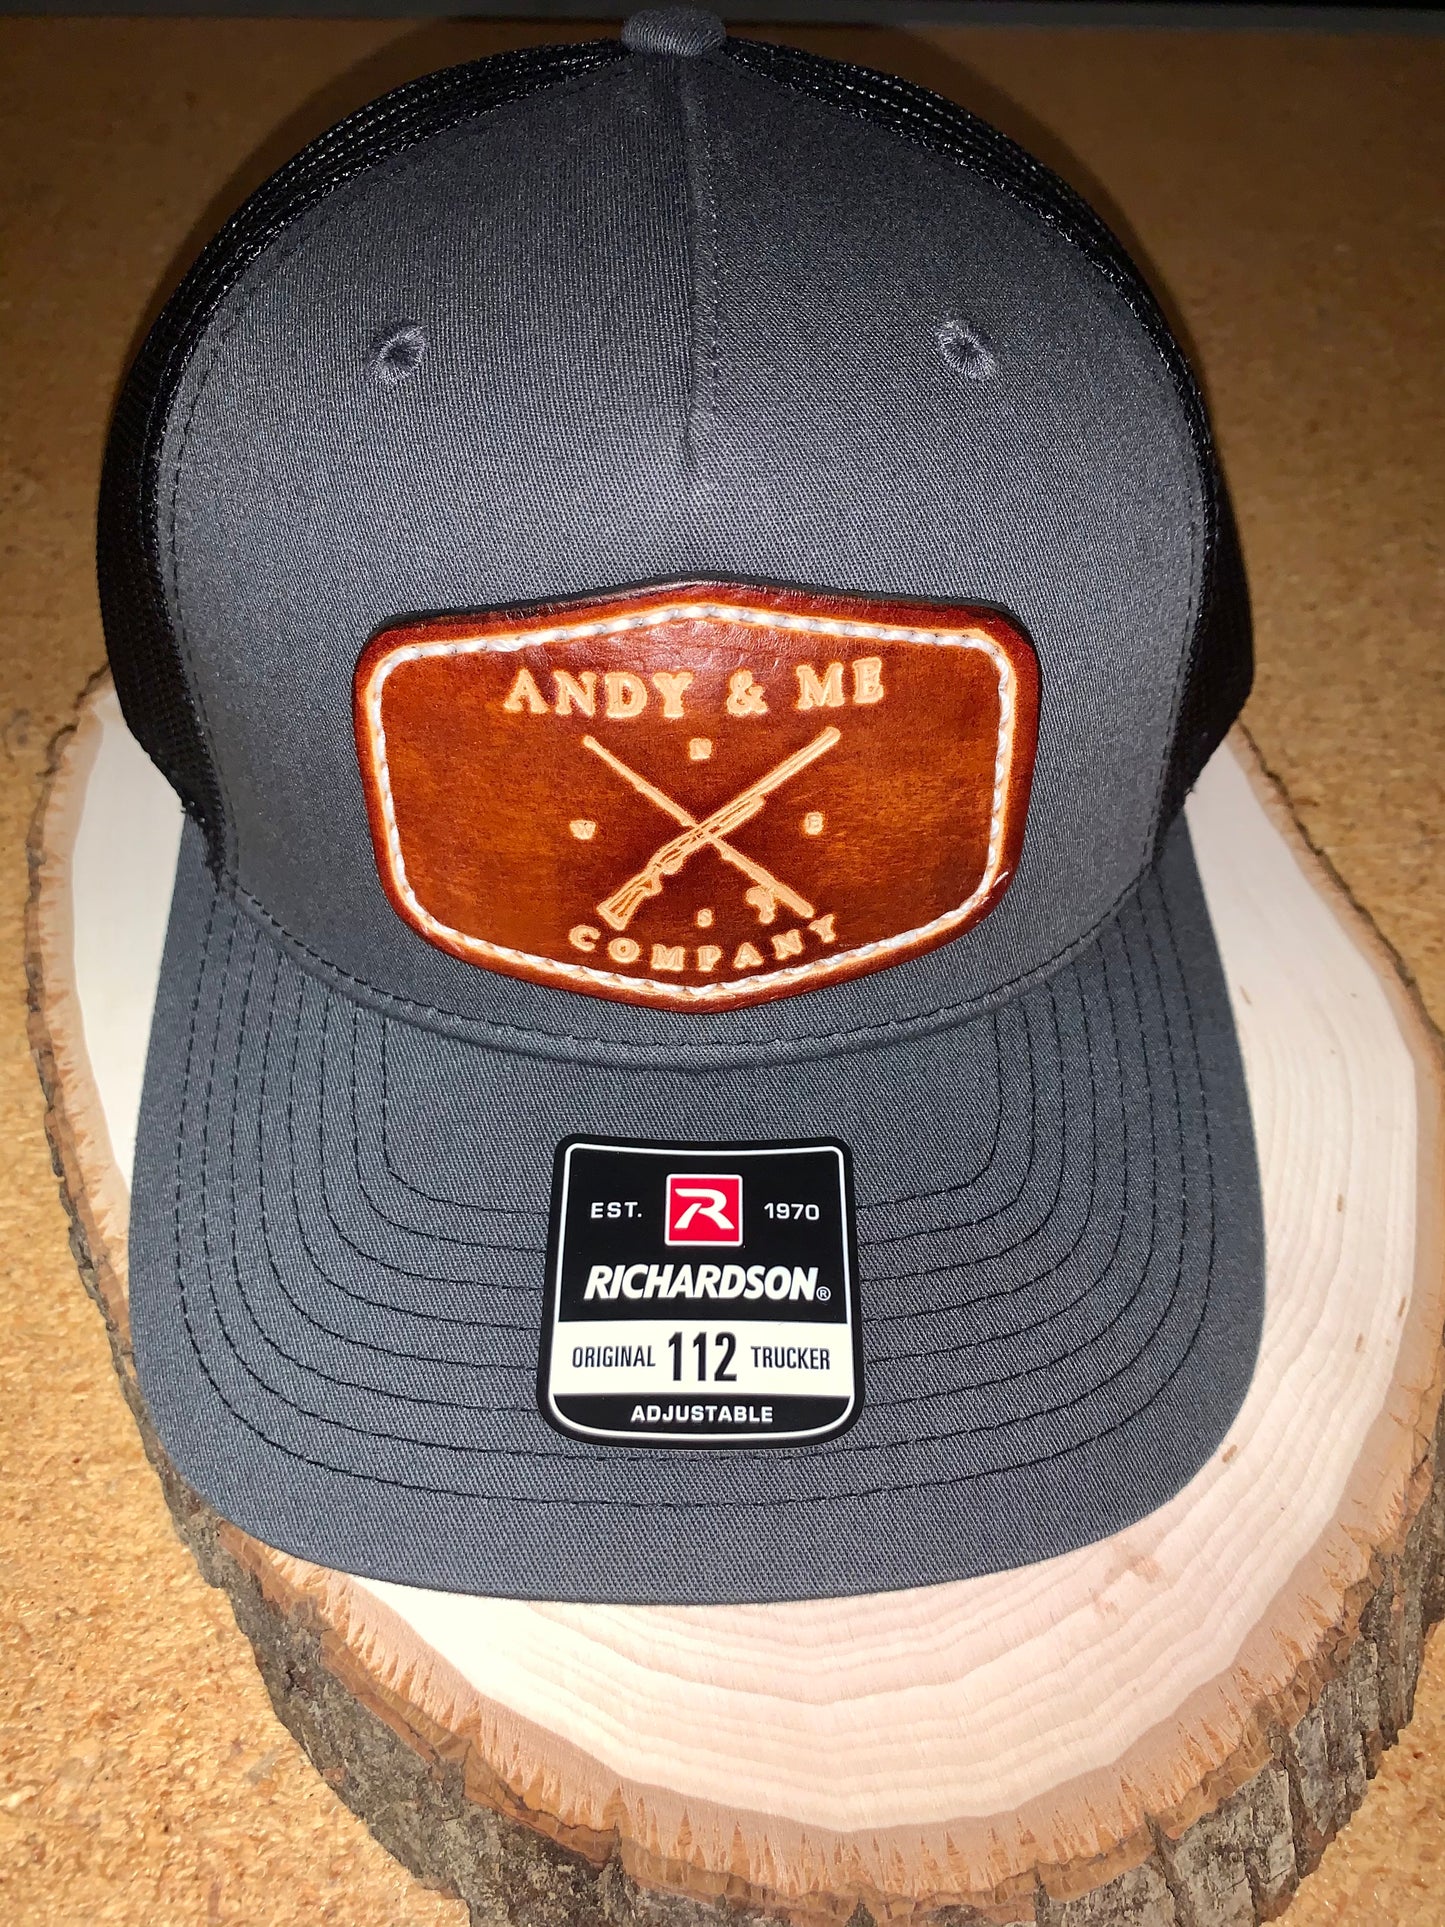 ANDY & ME
N
W E
S
COMPANY
EST. R 1970
RICHARDSON®
ORIGINAL 112 TRUCKER
ADJUSTABLE